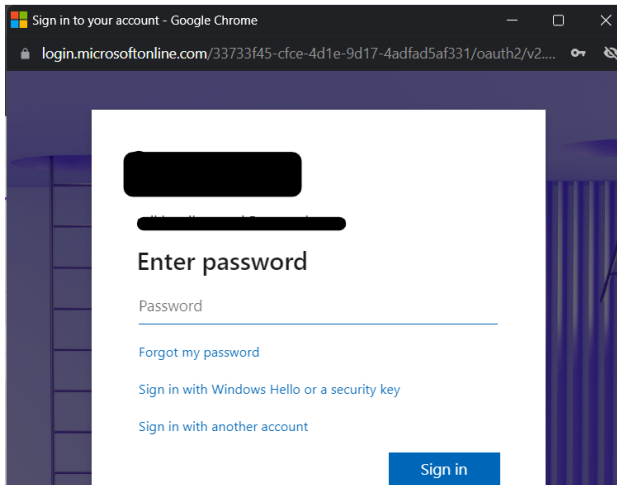 Sign in to your account - Google Chrome
login.microsoftonline.com/33733f45-cfce-4d1e-9d17-4adfad5af331/oauth2/v2....
Enter password
Password
Forgot my password
Sign in with Windows Hello or a security key
Sign in with another account
Sign in